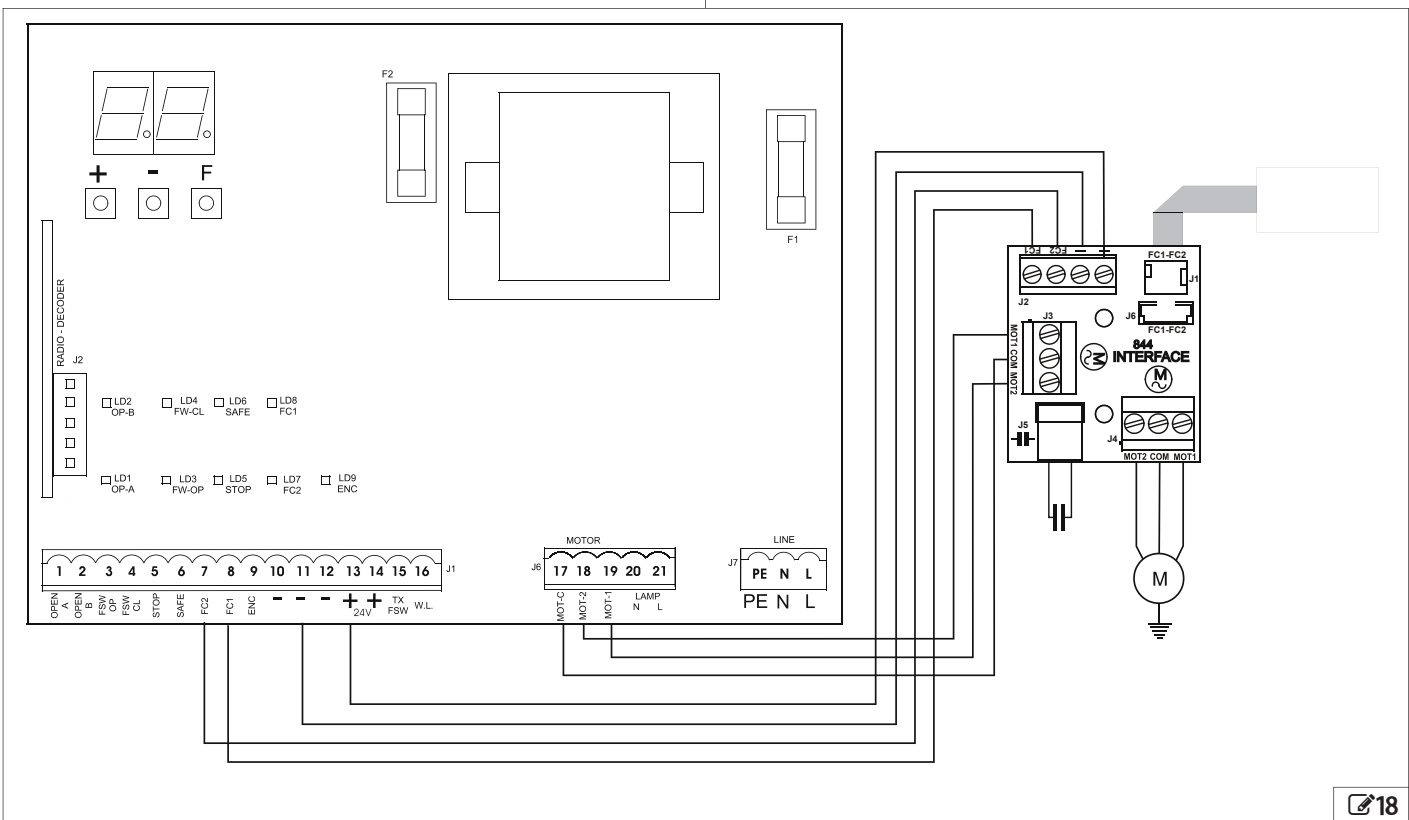 F2
F1
+ - F
RADIO - DECODER
J2
LD2 OP-B
LD4 FW-CL
LD6 SAFE
LD8 FC1
LD1 OP-A
LD3 FW-OP
LD5 STOP
LD7 FC2
LD9 ENC
1 2 3 4 5 6 7 8 9 10 11 12 13 14 15 16
J1
OPEN A
OPEN B
FSW OP
FSW CL
STOP
SAFE
FC2
FC1
ENC
- - - + +
24V
TX FSW
W.L.
MOTOR
J6
17 18 19 20 21
MOT-C
MOT-2
MOT-1
LAMP
N L
LINE
J7
PE N L
PE N L
FC1 FC2 - +
J2
FC1-FC2
J1
J6
FC1-FC2
J3
MOT1 COM MOT2
844
INTERFACE
M
M
J5
J4
MOT2 COM MOT1
M
18